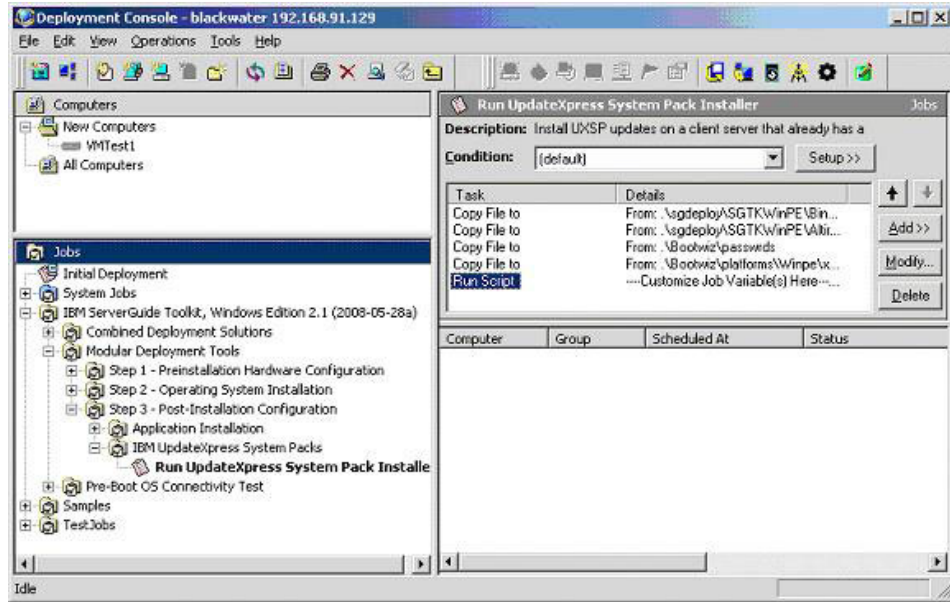 Deployment Console - blackwater 192.168.91.129
File Edit View Operations Tools Help
Computers
New Computers
VMTest1
All Computers
Jobs
Initial Deployment
System Jobs
IBM ServerGuide Toolkit, Windows Edition 2.1 (2008-05-28a)
Combined Deployment Solutions
Modular Deployment Tools
Step 1 - Preinstallation Hardware Configuration
Step 2 - Operating System Installation
Step 3 - Post-Installation Configuration
Application Installation
IBM UpdateXpress System Packs
Run UpdateXpress System Pack Installe
Pre-Boot OS Connectivity Test
Samples
TestJobs
Run UpdateXpress System Pack Installer Jobs
Description: Install UXSP updates on a client server that already has a
Condition: (default) Setup >>
Task Details
Copy File to From: .\sgdeploy\SGTKWinPE\Bin...
Copy File to From: .\sgdeploy\SGTKWinPE\Altir...
Copy File to From: .\Bootwiz\passwrds
Copy File to From: .\Bootwiz\platforms\Winpe\x...
Run Script ----Customize Job Variable(s) Here---...
Add >>
Modify...
Delete
Computer Group Scheduled At Status
Idle